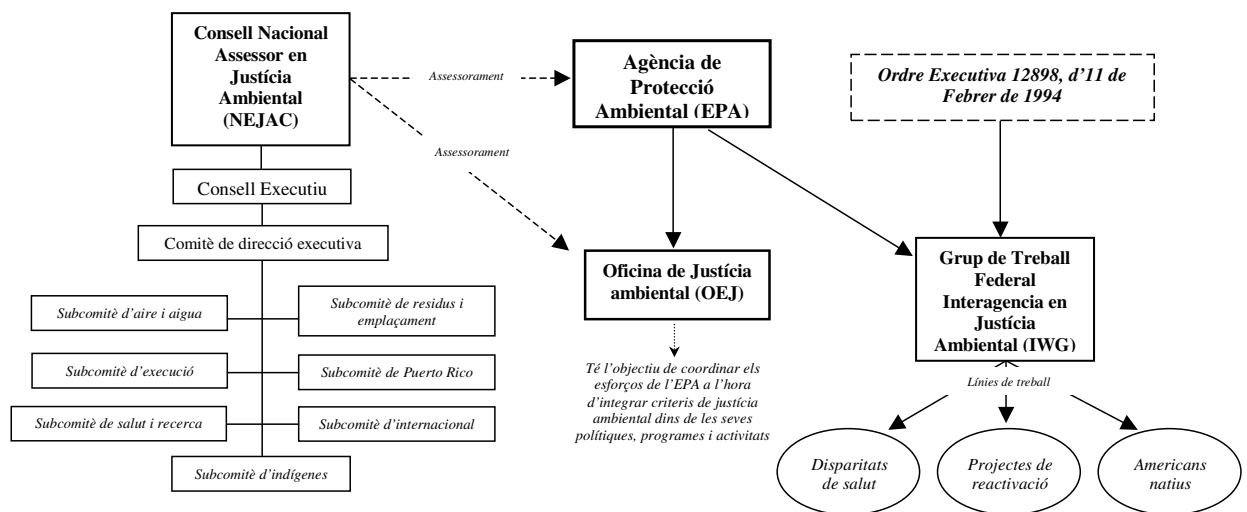 Consell Nacional
Assessor en
Justícia
Ambiental
(NEJAC)
Assessorament
Agència de
Protecció
Ambiental (EPA)
Ordre Executiva 12898, d'11 de
Febrer de 1994
Assessorament
Consell Executiu
Comitè de direcció executiva
Oficina de Justícia
ambiental (OEJ)
Grup de Treball
Federal
Interagencia en
Justícia
Ambiental (IWG)
Subcomitè d'aire i aigua
Subcomitè de residus i
emplaçament
Subcomitè d'execució
Subcomitè de Puerto Rico
Subcomitè de salut i recerca
Subcomitè d'internacional
Subcomitè d'indígenes
Té l'objectiu de coordinar els
esforços de l'EPA a l'hora
d'integrar criteris de justícia
ambiental dins de les seves
polítiques, programes i activitats
Línies de treball
Disparitats
de salut
Projectes de
reactivació
Americans
natius